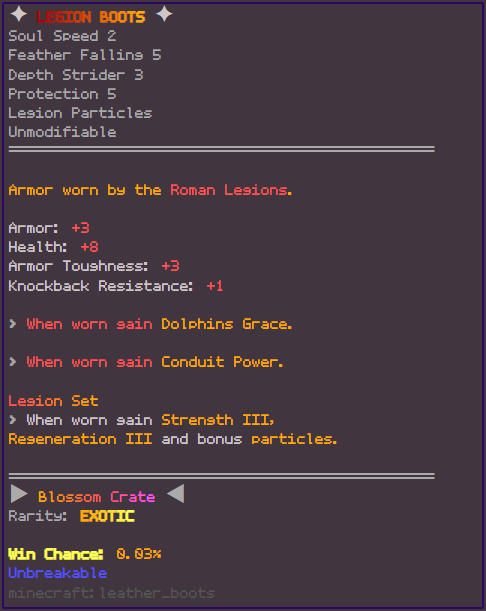 ✦ LEGION BOOTS ✦
Soul Speed 2
Feather Falling 5
Depth Strider 3
Protection 5
Legion Particles
Unmodifiable
Armor worn by the Roman Legions.
Armor: +3
Health: +8
Armor Toughness: +3
Knockback Resistance: +1
> When worn gain Dolphins Grace.
> When worn gain Conduit Power.
Legion Set
> When worn gain Strength III,
Regeneration III and bonus particles.
▶ Blossom Crate ◀
Rarity: EXOTIC
Win Chance: 0.03%
Unbreakable
minecraft:leather_boots